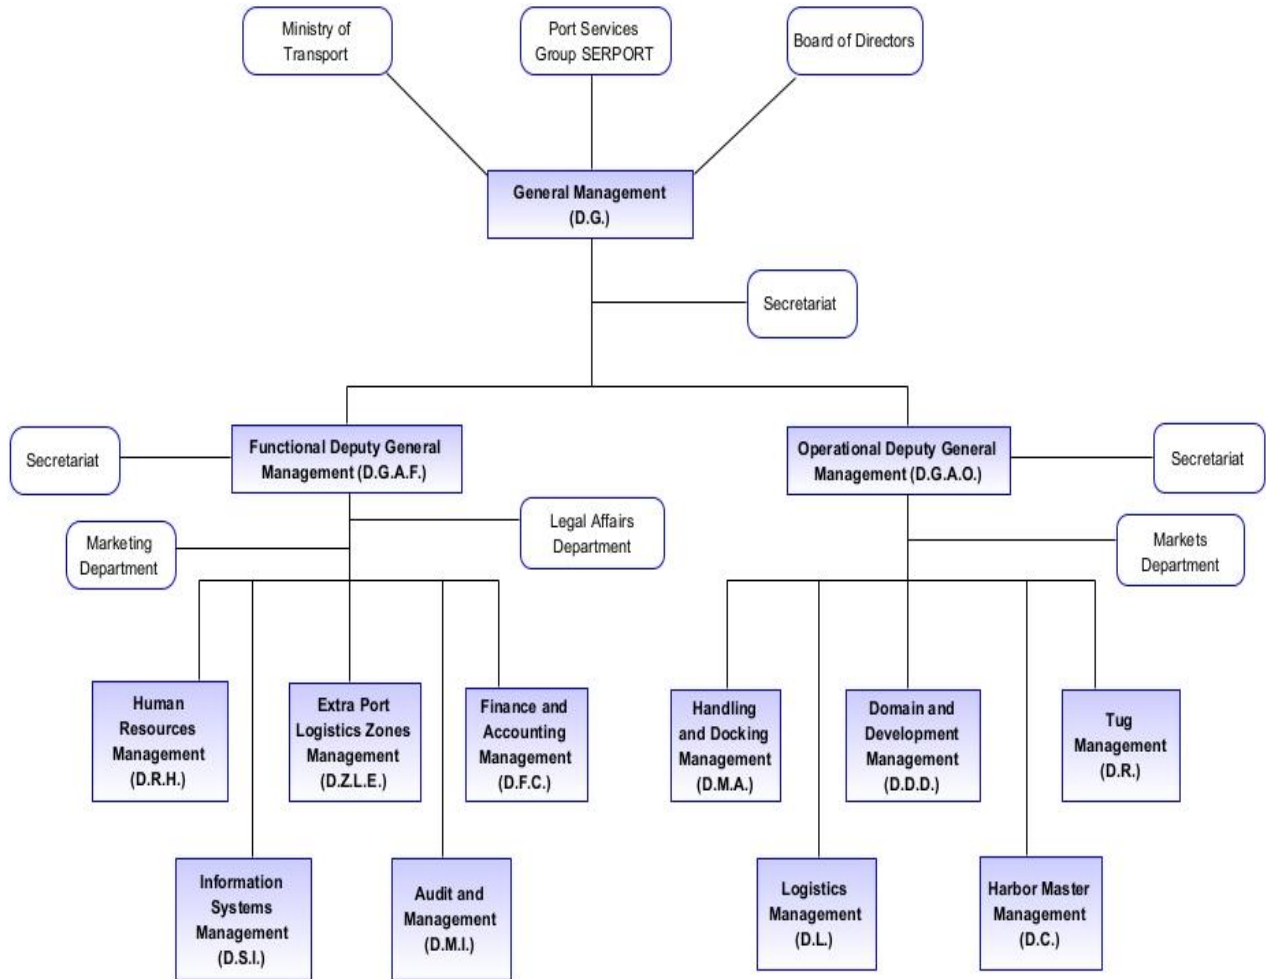 Ministry of
Transport
Port Services
Group SERPORT
Board of Directors
General Management
(D.G.)
Secretariat
Secretariat
Functional Deputy General
Management (D.G.A.F.)
Operational Deputy General
Management (D.G.A.O.)
Secretariat
Marketing
Department
Legal Affairs
Department
Markets
Department
Human
Resources
Management
(D.R.H.)
Extra Port
Logistics Zones
Management
(D.Z.L.E.)
Finance and
Accounting
Management
(D.F.C.)
Handling
and Docking
Management
(D.M.A.)
Domain and
Development
Management
(D.D.D.)
Tug
Management
(D.R.)
Information
Systems
Management
(D.S.I.)
Audit and
Management
(D.M.I.)
Logistics
Management
(D.L.)
Harbor Master
Management
(D.C.)